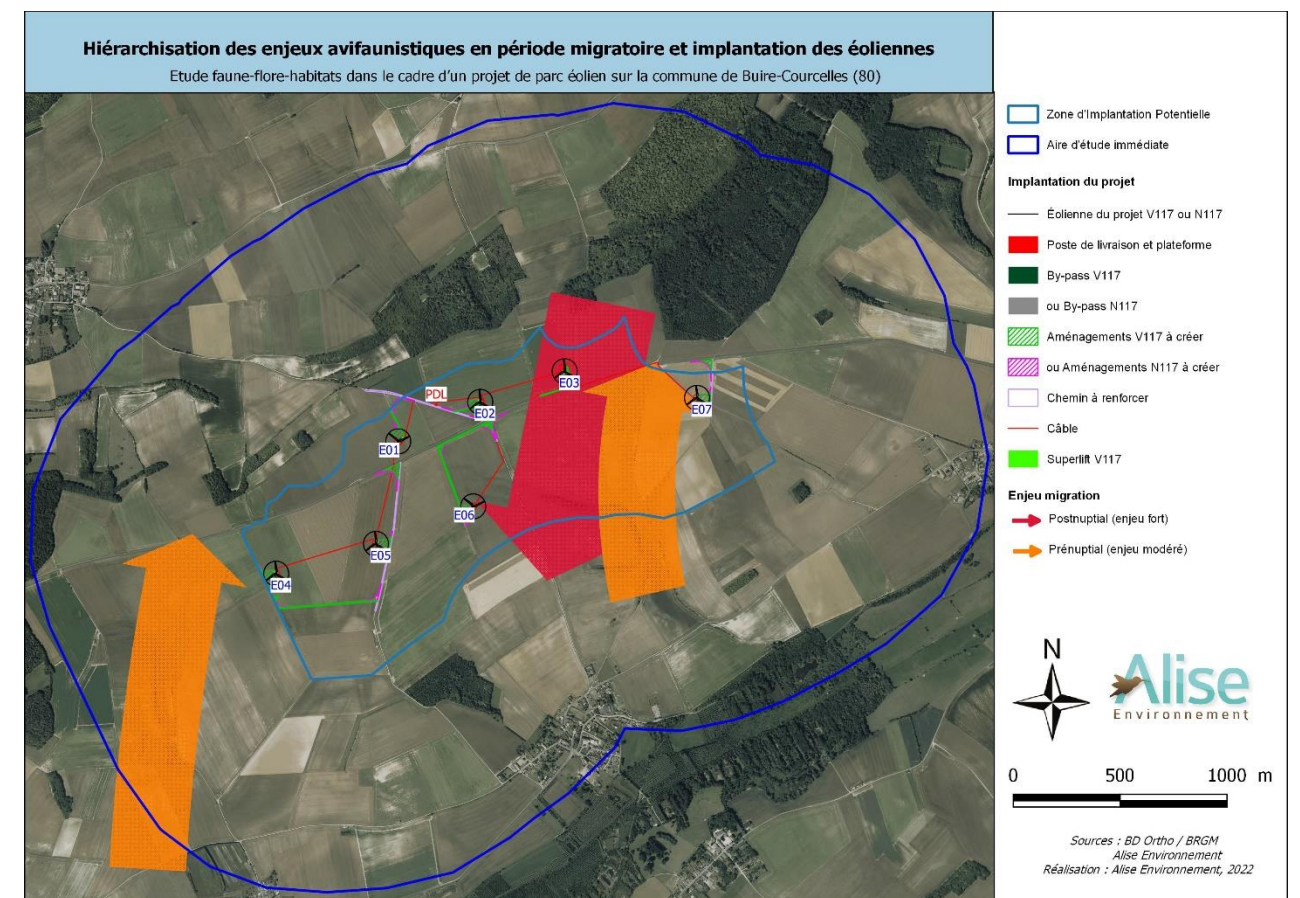 Hiérarchisation des enjeux avifaunistiques en période migratoire et implantation des éoliennes
Etude faune-flore-habitats dans le cadre d'un projet de parc éolien sur la commune de Buire-Courcelles (80)
Zone d'Implantation Potentielle
Aire d'étude immédiate
Implantation du projet
Éolienne du projet V117 ou N117
Poste de livraison et plateforme
By-pass V117
ou By-pass N117
Aménagements V117 à créer
ou Aménagements N117 à créer
Chemin à renforcer
Câble
Superlift V117
Enjeu migration
Postnuptial (enjeu fort)
Prénuptial (enjeu modéré)
E03
PDL
E02
E07
E01
E06
E05
E04
N
Alise
Environnement
0 500 1000 m
Sources : BD Ortho / BRGM
Alise Environnement
Réalisation : Alise Environnement, 2022